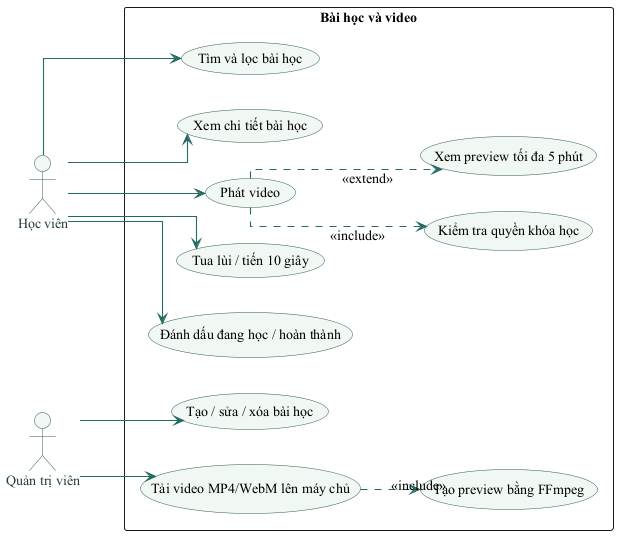 Bài học và video
Tìm và lọc bài học
Xem chi tiết bài học
Xem preview tối đa 5 phút
«extend»
Phát video
Học viên
Kiểm tra quyền khóa học
«include»
Tua lùi / tiến 10 giây
Đánh dấu đang học / hoàn thành
Tạo / sửa / xóa bài học
Quản trị viên
Tải video MP4/WebM lên máy chủ
«include»
Tạo preview bằng FFmpeg